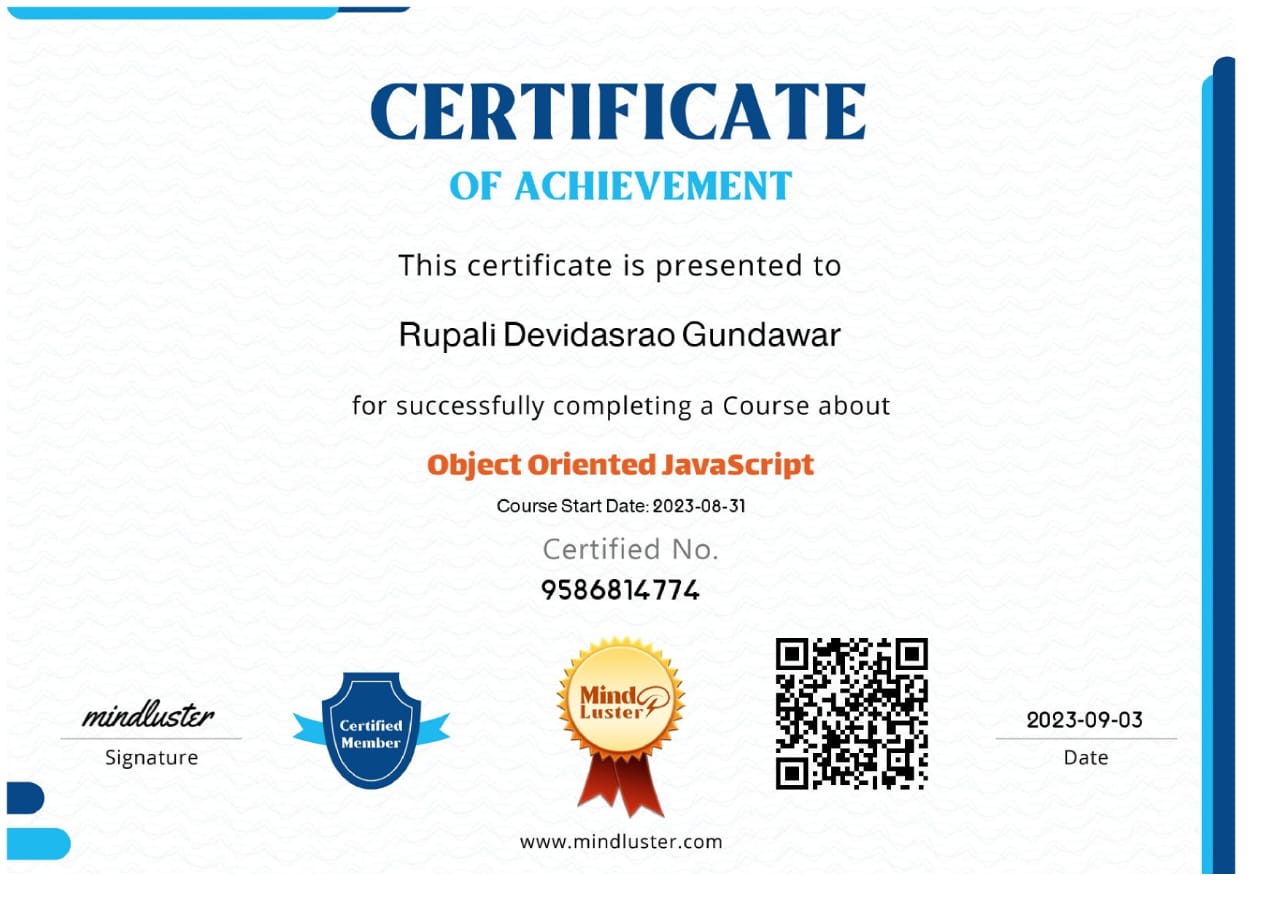 CERTIFICATE
OF ACHIEVEMENT
This certificate is presented to
Rupali Devidasrao Gundawar
for successfully completing a Course about
Object Oriented JavaScript
Course Start Date: 2023-08-31
Certified No.
9586814774
mindluster
Signature
Certified
Member
Mind
Luster
2023-09-03
Date
www.mindluster.com